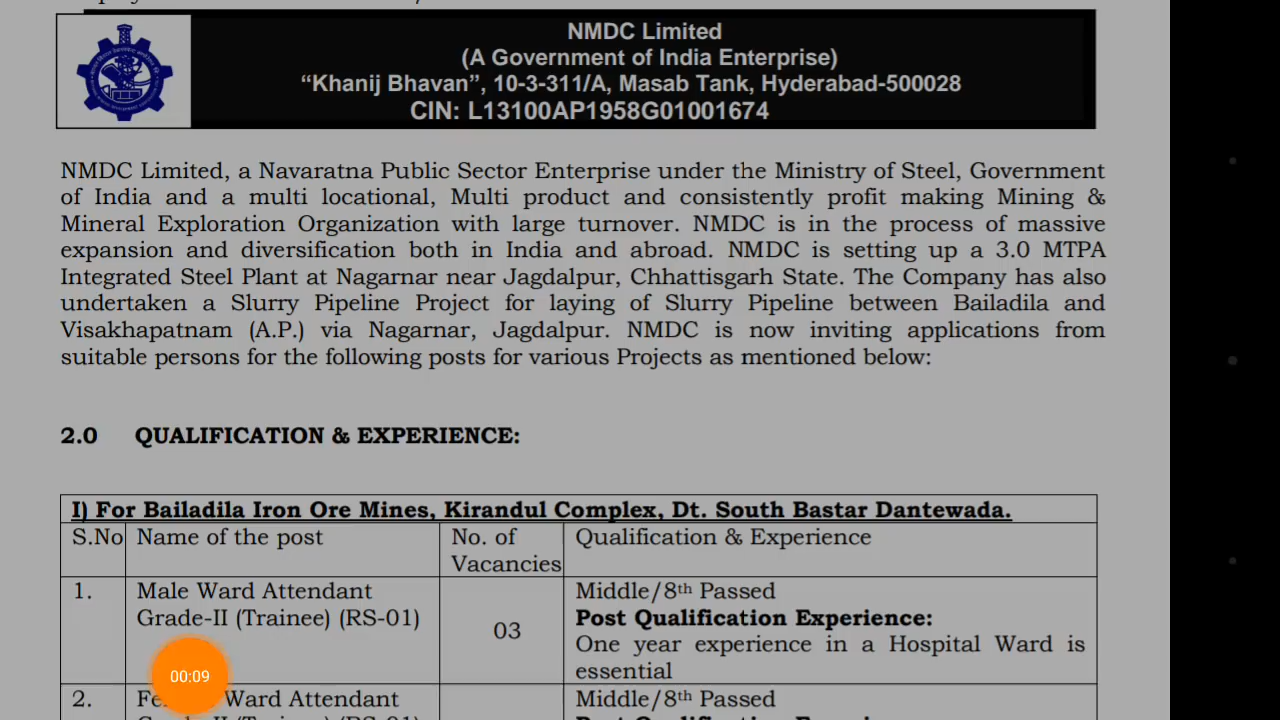 NMDC Limited
(A Government of India Enterprise)
“Khanij Bhavan”, 10-3-311/A, Masab Tank, Hyderabad-500028
CIN: L13100AP1958G01001674
NMDC Limited, a Navaratna Public Sector Enterprise under the Ministry of Steel, Government
of India and a multi locational, Multi product and consistently profit making Mining &
Mineral Exploration Organization with large turnover. NMDC is in the process of massive
expansion and diversification both in India and abroad. NMDC is setting up a 3.0 MTPA
Integrated Steel Plant at Nagarnar near Jagdalpur, Chhattisgarh State. The Company has also
undertaken a Slurry Pipeline Project for laying of Slurry Pipeline between Bailadila and
Visakhapatnam (A.P.) via Nagarnar, Jagdalpur. NMDC is now inviting applications from
suitable persons for the following posts for various Projects as mentioned below:
2.0 QUALIFICATION & EXPERIENCE:
I) For Bailadila Iron Ore Mines, Kirandul Complex, Dt. South Bastar Dantewada.
S.No Name of the post No. of Vacancies Qualification & Experience
1. Male Ward Attendant Middle/8th Passed
Grade-II (Trainee) (RS-01) 03 Post Qualification Experience:
One year experience in a Hospital Ward is
essential
00:09
2. Ward Attendant Middle/8th Passed